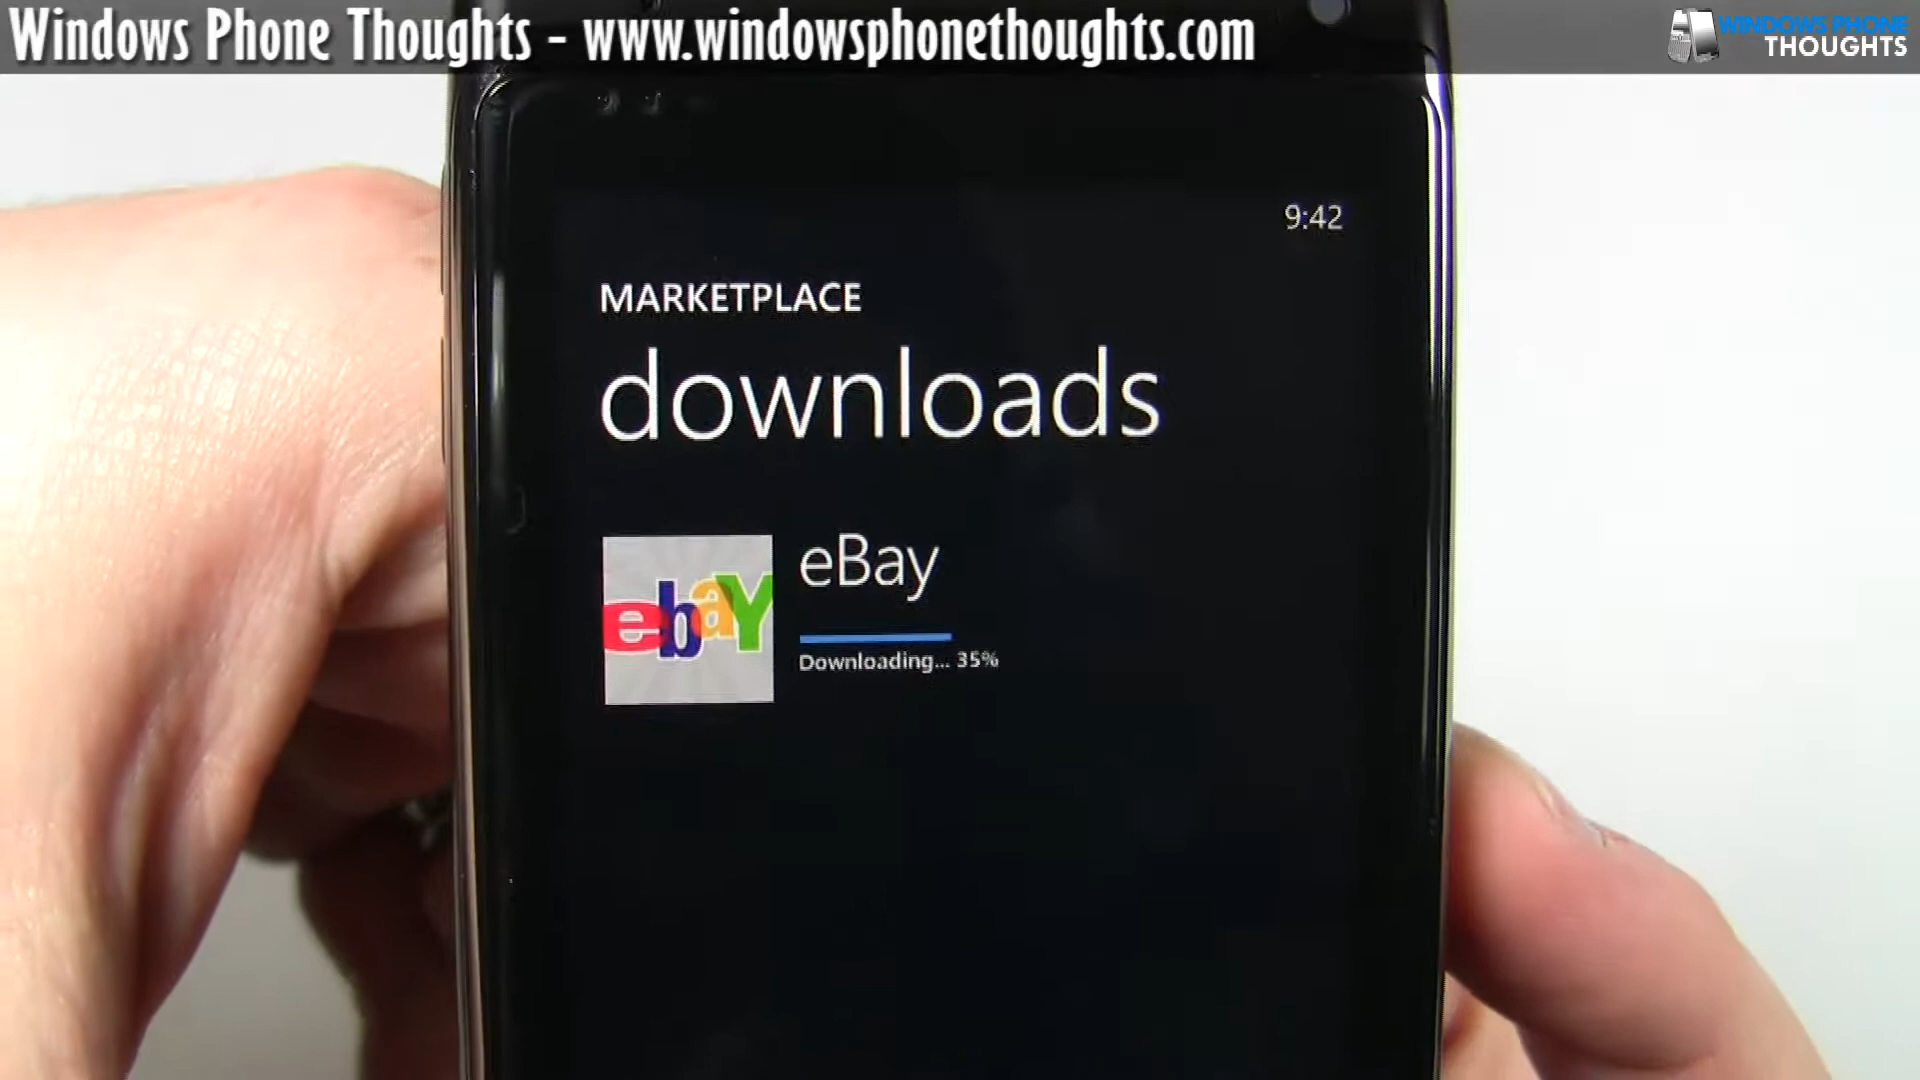 Windows Phone Thoughts - www.windowsphonethoughts.com
WINDOWS PHONE
THOUGHTS
9:42
MARKETPLACE
downloads
ebaY
eBay
Downloading... 35%